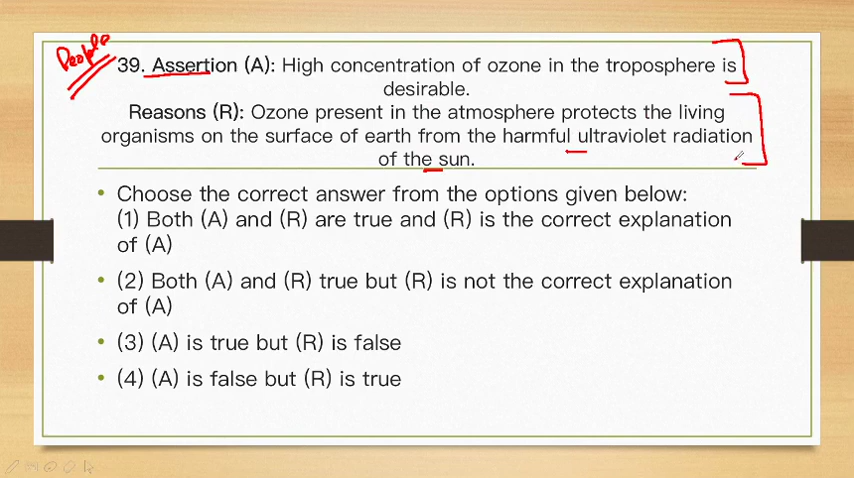 People
39. Assertion (A): High concentration of ozone in the troposphere is
desirable.
Reasons (R): Ozone present in the atmosphere protects the living
organisms on the surface of earth from the harmful ultraviolet radiation
of the sun.
• Choose the correct answer from the options given below:
(1) Both (A) and (R) are true and (R) is the correct explanation
of (A)
• (2) Both (A) and (R) true but (R) is not the correct explanation
of (A)
• (3) (A) is true but (R) is false
• (4) (A) is false but (R) is true